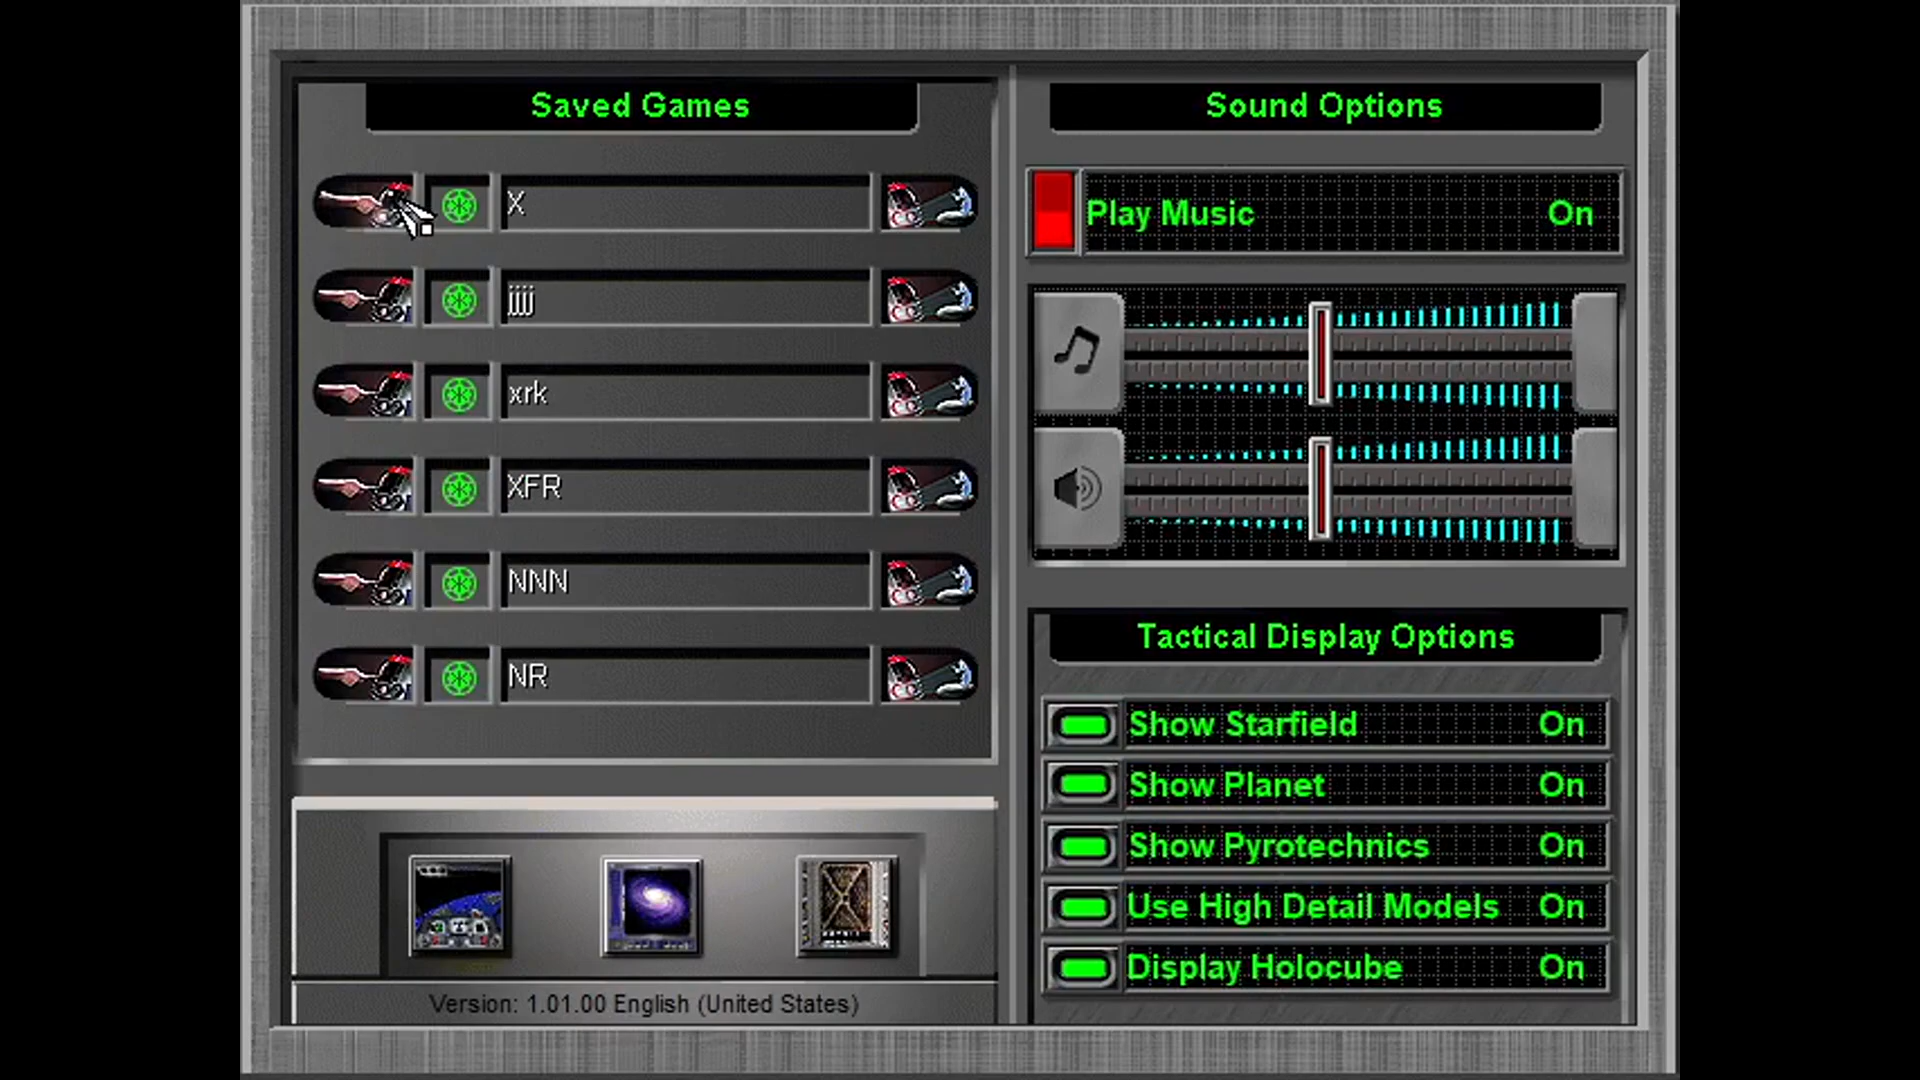 Saved Games
X
jjjj
xrk
XFR
NNN
NR
Version: 1.01.00 English (United States)
Sound Options
Play Music On
Tactical Display Options
Show Starfield On
Show Planet On
Show Pyrotechnics On
Use High Detail Models On
Display Holocube On